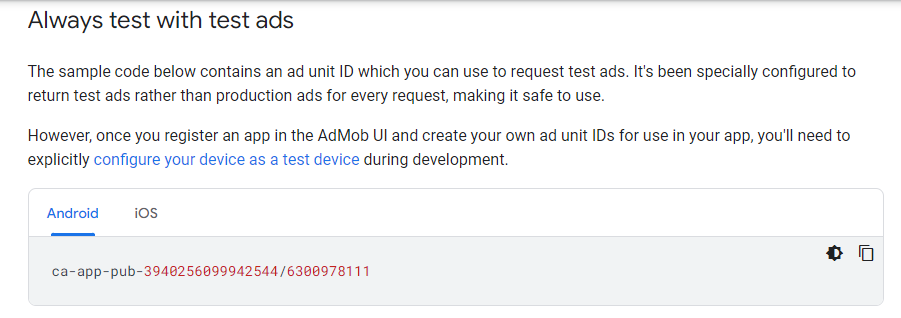 Always test with test ads
The sample code below contains an ad unit ID which you can use to request test ads. It's been specially configured to
return test ads rather than production ads for every request, making it safe to use.
However, once you register an app in the AdMob UI and create your own ad unit IDs for use in your app, you'll need to
explicitly configure your device as a test device during development.
Android iOS
ca-app-pub-3940256099942544/6300978111